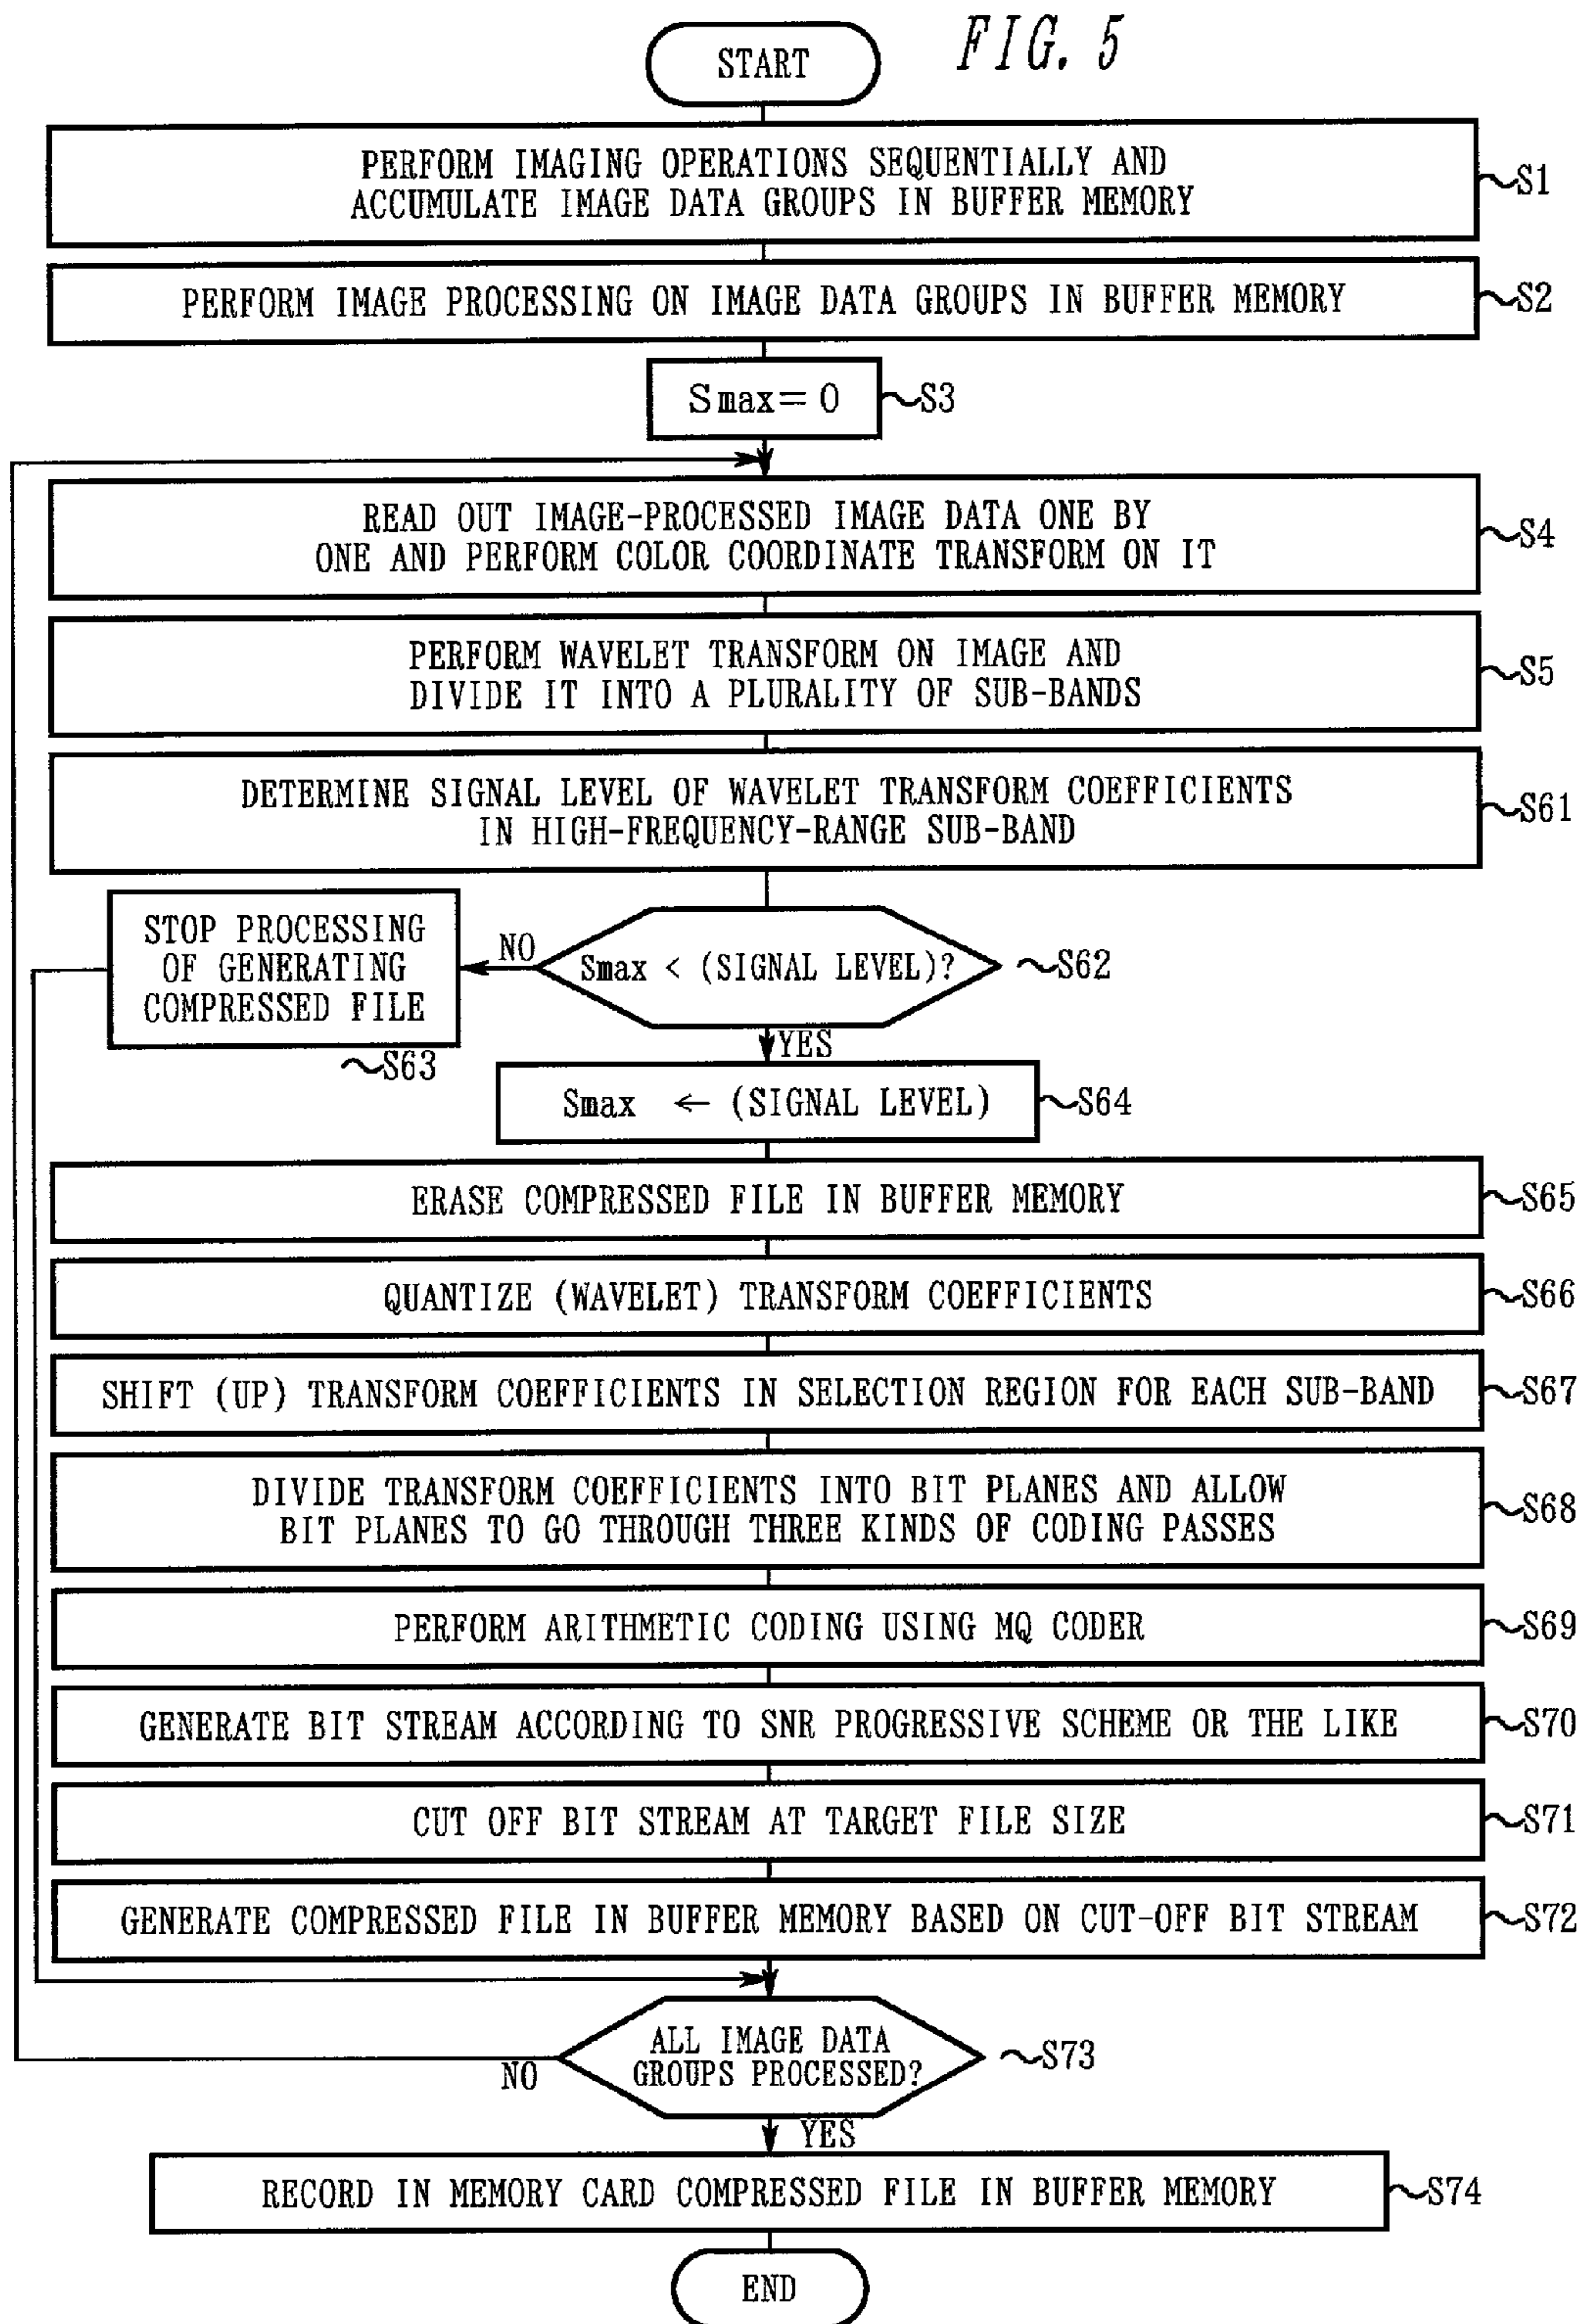 FIG. 5
START
PERFORM IMAGING OPERATIONS SEQUENTIALLY AND
ACCUMULATE IMAGE DATA GROUPS IN BUFFER MEMORY
S1
PERFORM IMAGE PROCESSING ON IMAGE DATA GROUPS IN BUFFER MEMORY
S2
Smax=0
S3
READ OUT IMAGE-PROCESSED IMAGE DATA ONE BY
ONE AND PERFORM COLOR COORDINATE TRANSFORM ON IT
S4
PERFORM WAVELET TRANSFORM ON IMAGE AND
DIVIDE IT INTO A PLURALITY OF SUB-BANDS
S5
DETERMINE SIGNAL LEVEL OF WAVELET TRANSFORM COEFFICIENTS
IN HIGH-FREQUENCY-RANGE SUB-BAND
S61
Smax < (SIGNAL LEVEL)?
S62
NO
STOP PROCESSING
OF GENERATING
COMPRESSED FILE
S63
YES
Smax ← (SIGNAL LEVEL)
S64
ERASE COMPRESSED FILE IN BUFFER MEMORY
S65
QUANTIZE (WAVELET) TRANSFORM COEFFICIENTS
S66
SHIFT (UP) TRANSFORM COEFFICIENTS IN SELECTION REGION FOR EACH SUB-BAND
S67
DIVIDE TRANSFORM COEFFICIENTS INTO BIT PLANES AND ALLOW
BIT PLANES TO GO THROUGH THREE KINDS OF CODING PASSES
S68
PERFORM ARITHMETIC CODING USING MQ CODER
S69
GENERATE BIT STREAM ACCORDING TO SNR PROGRESSIVE SCHEME OR THE LIKE
S70
CUT OFF BIT STREAM AT TARGET FILE SIZE
S71
GENERATE COMPRESSED FILE IN BUFFER MEMORY BASED ON CUT-OFF BIT STREAM
S72
ALL IMAGE DATA
GROUPS PROCESSED?
S73
NO
YES
RECORD IN MEMORY CARD COMPRESSED FILE IN BUFFER MEMORY
S74
END